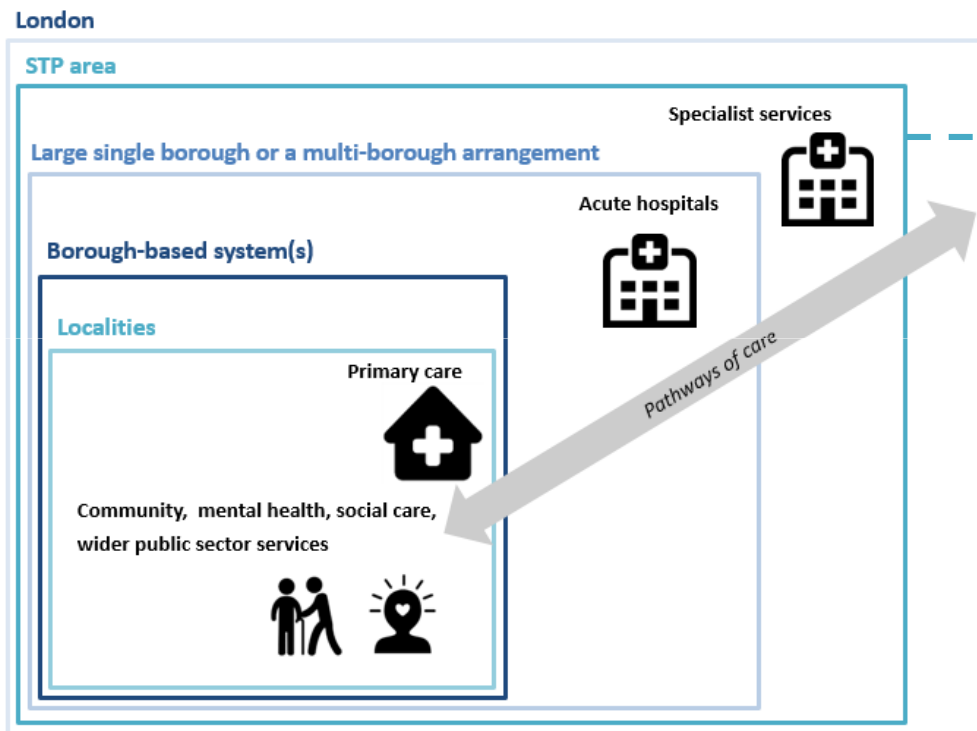 London
STP area
Specialist services
Large single borough or a multi-borough arrangement
Acute hospitals
Borough-based system(s)
Localities
Primary care
Pathways of care
Community, mental health, social care,
wider public sector services